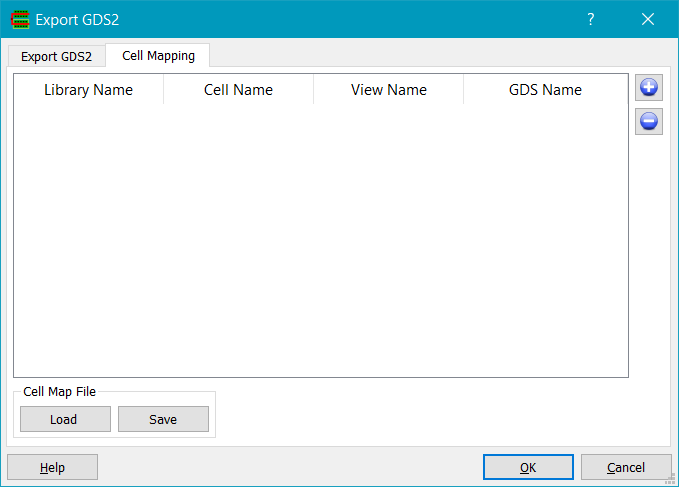 Export GDS2 ?
Export GDS2 Cell Mapping
Library Name Cell Name View Name GDS Name
Cell Map File
Load Save
Help OK Cancel